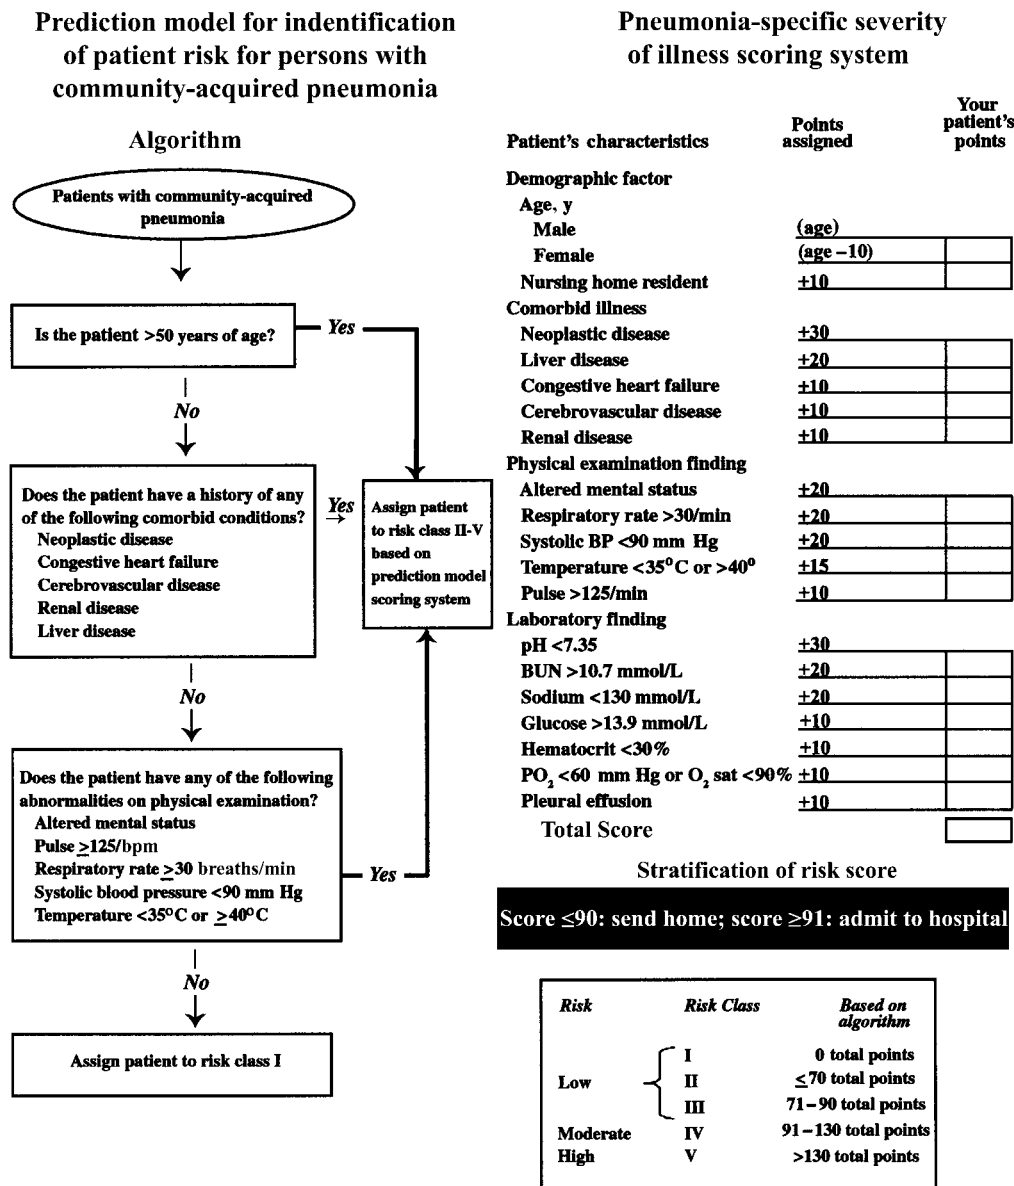 Prediction model for indentification
of patient risk for persons with
community-acquired pneumonia
Algorithm
Patients with community-acquired
pneumonia
Is the patient >50 years of age?
Yes
No
Does the patient have a history of any
of the following comorbid conditions?
Neoplastic disease
Congestive heart failure
Cerebrovascular disease
Renal disease
Liver disease
Yes
Assign patient
to risk class II-V
based on
prediction model
scoring system
No
Does the patient have any of the following
abnormalities on physical examination?
Altered mental status
Pulse ≥125/bpm
Respiratory rate ≥30 breaths/min
Systolic blood pressure <90 mm Hg
Temperature <35°C or ≥40°C
Yes
No
Assign patient to risk class I
Pneumonia-specific severity
of illness scoring system
Patient's characteristics
Points
assigned
Your
patient's
points
Demographic factor
Age, y
Male (age)
Female (age –10)
Nursing home resident +10
Comorbid illness
Neoplastic disease +30
Liver disease +20
Congestive heart failure +10
Cerebrovascular disease +10
Renal disease +10
Physical examination finding
Altered mental status +20
Respiratory rate >30/min +20
Systolic BP <90 mm Hg +20
Temperature <35°C or >40° +15
Pulse >125/min +10
Laboratory finding
pH <7.35 +30
BUN >10.7 mmol/L +20
Sodium <130 mmol/L +20
Glucose >13.9 mmol/L +10
Hematocrit <30% +10
PO₂ <60 mm Hg or O₂ sat <90% +10
Pleural effusion +10
Total Score
Stratification of risk score
Score ≤90: send home; score ≥91: admit to hospital
Risk Risk Class Based on
algorithm
I 0 total points
Low II ≤70 total points
III 71–90 total points
Moderate IV 91–130 total points
High V >130 total points